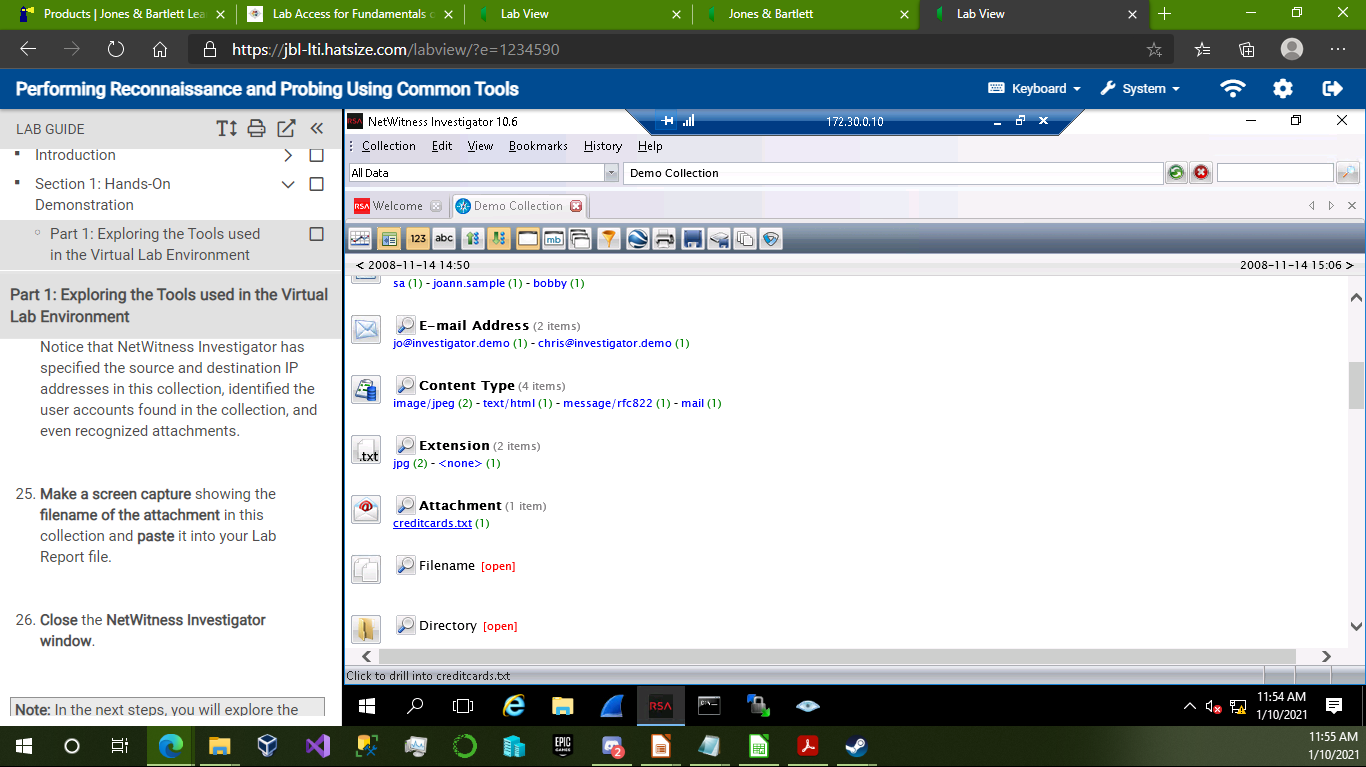 Products | Jones & Bartlett Lea
Lab Access for Fundamentals c
Lab View
Jones & Bartlett
Lab View
https://jbl-lti.hatsize.com/labview/?e=1234590
Performing Reconnaissance and Probing Using Common Tools
Keyboard
System
LAB GUIDE
Introduction
Section 1: Hands-On
Demonstration
Part 1: Exploring the Tools used
in the Virtual Lab Environment
Part 1: Exploring the Tools used in the Virtual
Lab Environment
Notice that NetWitness Investigator has
specified the source and destination IP
addresses in this collection, identified the
user accounts found in the collection, and
even recognized attachments.
25. Make a screen capture showing the
filename of the attachment in this
collection and paste it into your Lab
Report file.
26. Close the NetWitness Investigator
window.
Note: In the next steps, you will explore the
RSA NetWitness Investigator 10.6
172.30.0.10
Collection Edit View Bookmarks History Help
All Data
Demo Collection
RSA Welcome
Demo Collection
123 abc mb
< 2008-11-14 14:50
2008-11-14 15:06 >
sa (1) - joann.sample (1) - bobby (1)
E-mail Address (2 items)
jo@investigator.demo (1) - chris@investigator.demo (1)
Content Type (4 items)
image/jpeg (2) - text/html (1) - message/rfc822 (1) - mail (1)
.txt
Extension (2 items)
jpg (2) - <none> (1)
Attachment (1 item)
creditcards.txt (1)
Filename [open]
Directory [open]
Click to drill into creditcards.txt
RSA
11:54 AM
1/10/2021
EPIC
GAMES
2
11:55 AM
1/10/2021